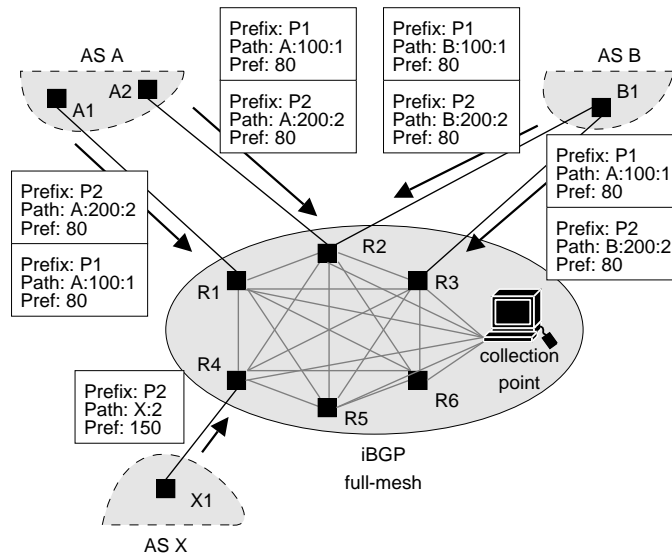 AS A
A2
A1
Prefix: P1
Path: A:100:1
Pref: 80
Prefix: P2
Path: A:200:2
Pref: 80
Prefix: P1
Path: B:100:1
Pref: 80
Prefix: P2
Path: B:200:2
Pref: 80
AS B
B1
Prefix: P2
Path: A:200:2
Pref: 80
Prefix: P1
Path: A:100:1
Pref: 80
Prefix: P1
Path: A:100:1
Pref: 80
Prefix: P2
Path: B:200:2
Pref: 80
R2
R1
R3
R4
R6
R5
collection
point
iBGP
full-mesh
Prefix: P2
Path: X:2
Pref: 150
X1
AS X